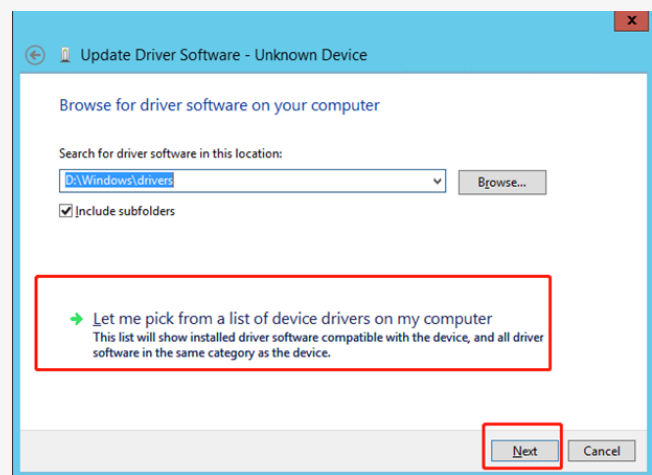 x
Update Driver Software - Unknown Device
Browse for driver software on your computer
Search for driver software in this location:
D:\Windows\drivers
Browse...
Include subfolders
Let me pick from a list of device drivers on my computer
This list will show installed driver software compatible with the device, and all driver
software in the same category as the device.
Next
Cancel